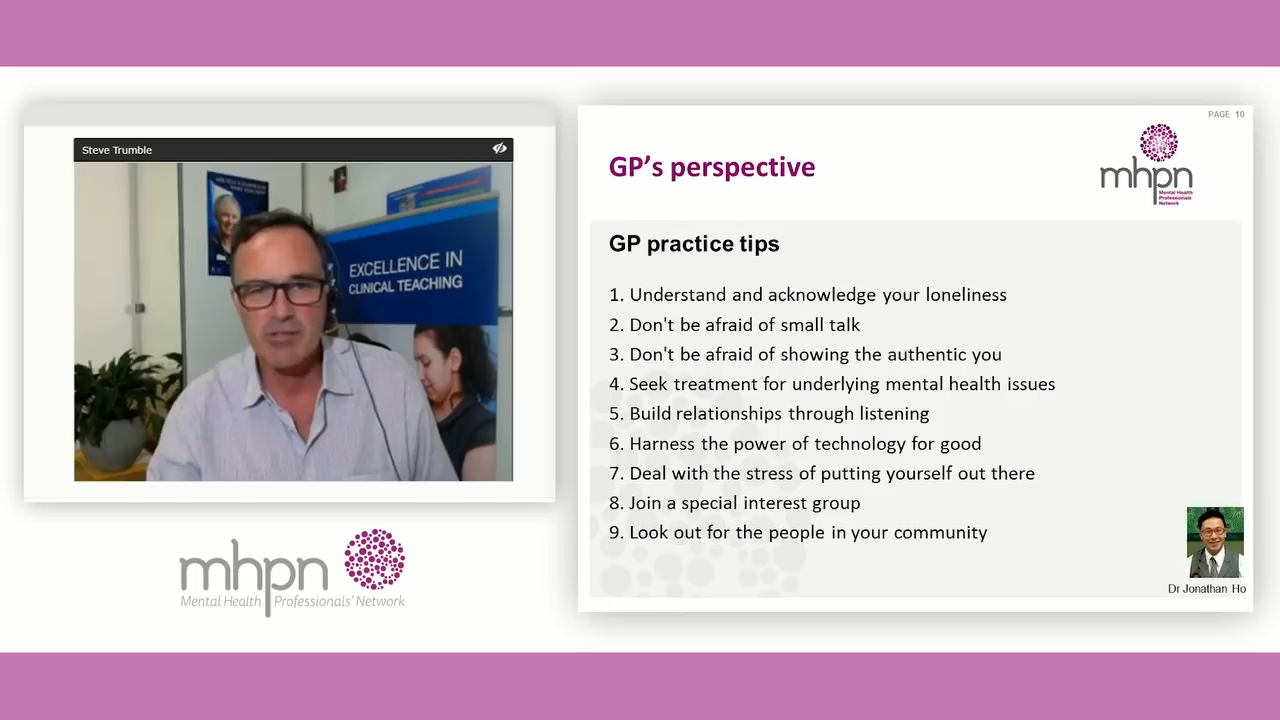 Steve Trumble
EXCELLENCE IN
CLINICAL TEACHING
mhpn
Mental Health Professionals' Network
PAGE 10
GP's perspective
mhpn
Mental Health
Professionals
Network
GP practice tips
1. Understand and acknowledge your loneliness
2. Don't be afraid of small talk
3. Don't be afraid of showing the authentic you
4. Seek treatment for underlying mental health issues
5. Build relationships through listening
6. Harness the power of technology for good
7. Deal with the stress of putting yourself out there
8. Join a special interest group
9. Look out for the people in your community
Dr Jonathan Ho